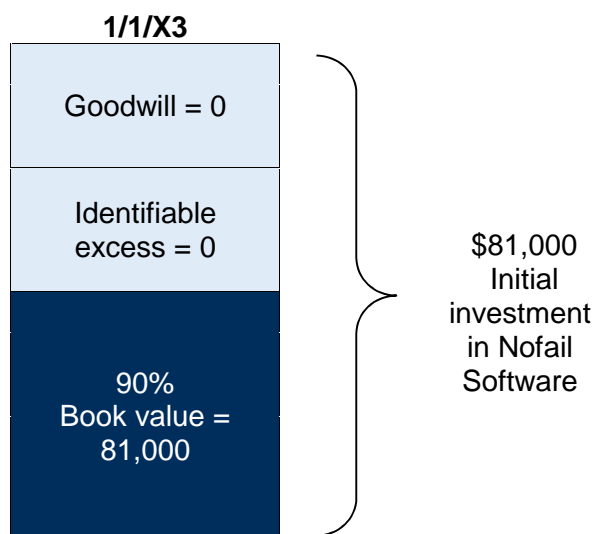 1/1/X3
Goodwill = 0
Identifiable
excess = 0
90%
Book value =
81,000
$81,000
Initial
investment
in Nofail
Software